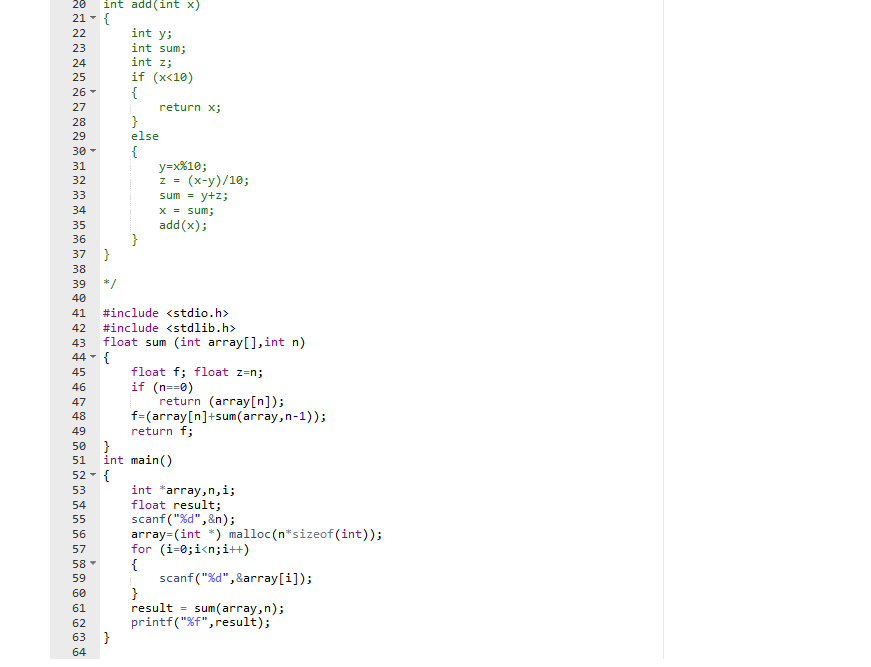 20 int add(int x)
21 {
22     int y;
23     int sum;
24     int z;
25     if (x<10)
26     {
27         return x;
28     }
29     else
30     {
31         y=x%10;
32         z = (x-y)/10;
33         sum = y+z;
34         x = sum;
35         add(x);
36     }
37 }
38
39 */
40
41 #include <stdio.h>
42 #include <stdlib.h>
43 float sum (int array[],int n)
44 {
45     float f; float z=n;
46     if (n==0)
47         return (array[n]);
48     f=(array[n]+sum(array,n-1));
49     return f;
50 }
51 int main()
52 {
53     int *array,n,i;
54     float result;
55     scanf("%d",&n);
56     array=(int *) malloc(n*sizeof(int));
57     for (i=0;i<n;i++)
58     {
59         scanf("%d",&array[i]);
60     }
61     result = sum(array,n);
62     printf("%f",result);
63 }
64